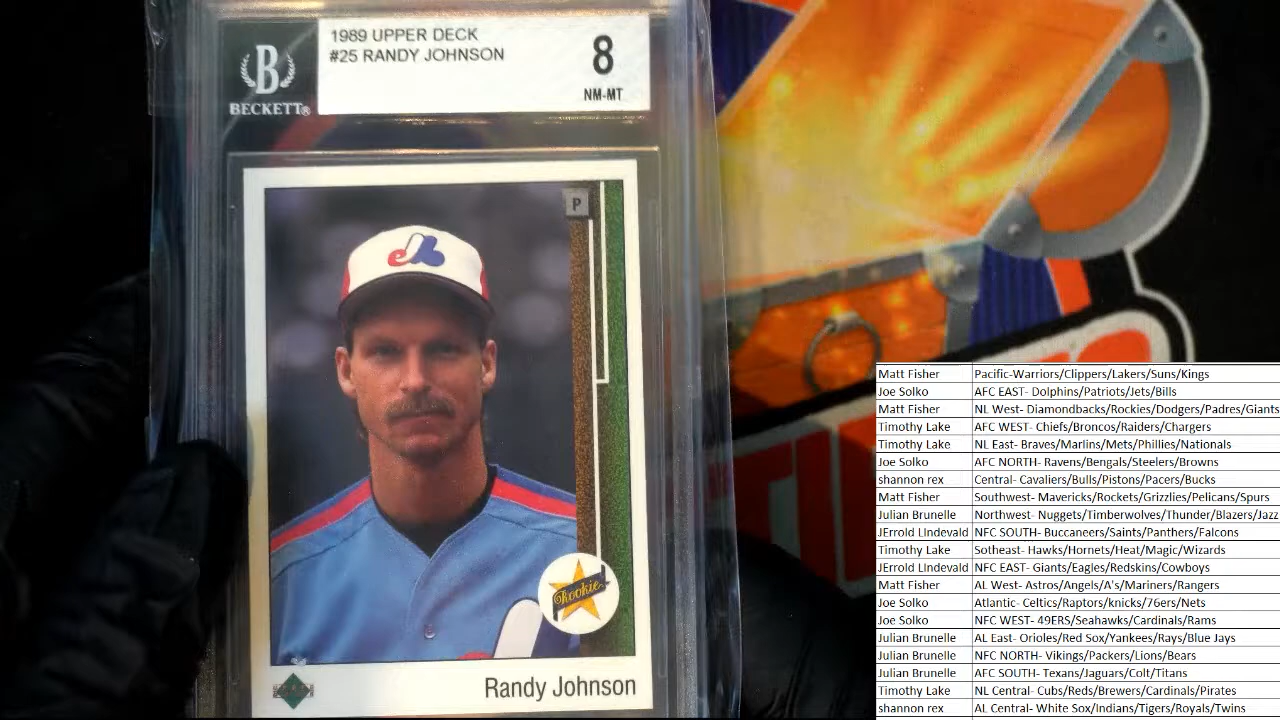 1989 UPPER DECK
#25 RANDY JOHNSON
8
NM-MT
B
BECKETT®
P
Rookie
Randy Johnson
Matt Fisher Pacific-Warriors/Clippers/Lakers/Suns/Kings
Joe Solko AFC EAST- Dolphins/Patriots/Jets/Bills
Matt Fisher NL West- Diamondbacks/Rockies/Dodgers/Padres/Giants
Timothy Lake AFC WEST- Chiefs/Broncos/Raiders/Chargers
Timothy Lake NL East- Braves/Marlins/Mets/Phillies/Nationals
Joe Solko AFC NORTH- Ravens/Bengals/Steelers/Browns
shannon rex Central- Cavaliers/Bulls/Pistons/Pacers/Bucks
Matt Fisher Southwest- Mavericks/Rockets/Grizzlies/Pelicans/Spurs
Julian Brunelle Northwest- Nuggets/Timberwolves/Thunder/Blazers/Jazz
JErrold LIndevald NFC SOUTH- Buccaneers/Saints/Panthers/Falcons
Timothy Lake Sotheast- Hawks/Hornets/Heat/Magic/Wizards
JErrold LIndevald NFC EAST- Giants/Eagles/Redskins/Cowboys
Matt Fisher AL West- Astros/Angels/A's/Mariners/Rangers
Joe Solko Atlantic- Celtics/Raptors/knicks/76ers/Nets
Joe Solko NFC WEST- 49ERS/Seahawks/Cardinals/Rams
Julian Brunelle AL East- Orioles/Red Sox/Yankees/Rays/Blue Jays
Julian Brunelle NFC NORTH- Vikings/Packers/Lions/Bears
Julian Brunelle AFC SOUTH- Texans/Jaguars/Colt/Titans
Timothy Lake NL Central- Cubs/Reds/Brewers/Cardinals/Pirates
shannon rex AL Central- White Sox/Indians/Tigers/Royals/Twins